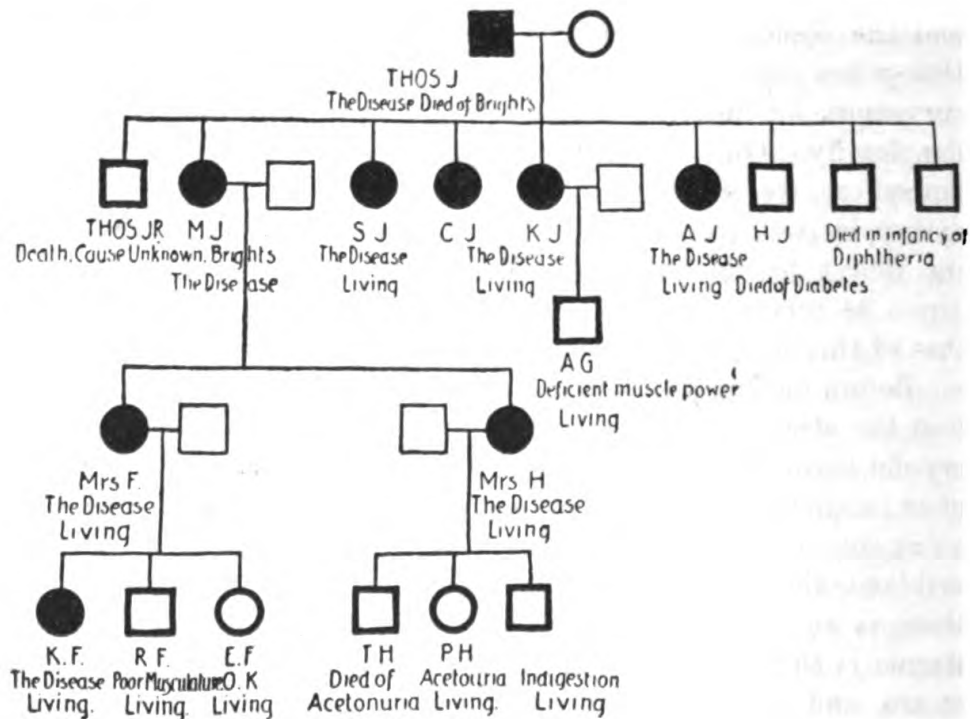 THOS J
The Disease Died of Brights
THOS JR
Death. Cause Unknown.
M. J
Brights
The Disease
S J
The Disease
Living
C J
K J
The Disease
Living
A J
The Disease
Living
H. J
Died of Diabetes
Died in infancy of
Diphtheria
A G
Deficient muscle power
Living
Mrs F.
The Disease
Living
Mrs H
The Disease
Living
K. F.
The Disease
Living.
R F.
Poor Musculature
Living.
E. F
O. K
Living
T H
Died of
Acetonuria
P H
Acetouria
Living.
Indigestion
Living